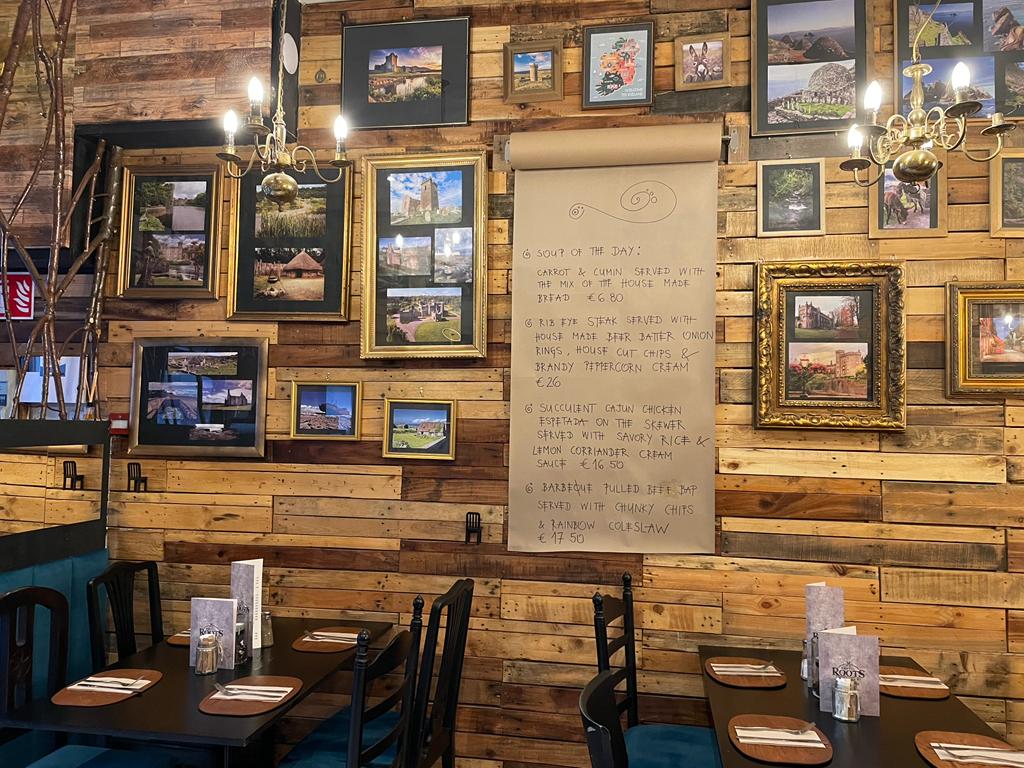 SOUP OF THE DAY:
CARROT & CUMIN SERVED WITH
THE MIX OF THE HOUSE MADE
BREAD €6.80
RIB EYE STEAK SERVED WITH
HOUSE MADE BEER BATTER ONION
RINGS, HOUSE CUT CHIPS &
BRANDY PEPPERCORN CREAM
€26
SUCCULENT CAJUN CHICKEN
ESPETADA ON THE SKEWER
SERVED WITH SAVORY RICE &
LEMON CORRIANDER CREAM
SAUCE €16.50
BARBEQUE PULLED BEEF BAP
SERVED WITH CHUNKY CHIPS
& RAINBOW COLESLAW
€17.50
ROOTS
ROOTS